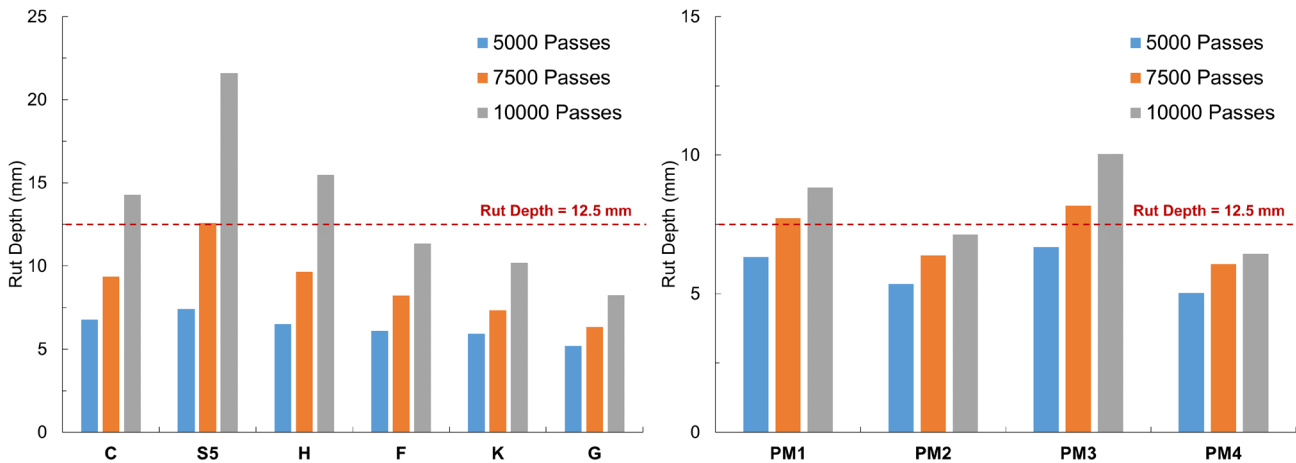 25
20
15
10
5
0
Rut Depth (mm)
5000 Passes
7500 Passes
10000 Passes
Rut Depth = 12.5 mm
C S5 H F K G
15
10
5
0
Rut Depth (mm)
5000 Passes
7500 Passes
10000 Passes
Rut Depth = 12.5 mm
PM1 PM2 PM3 PM4